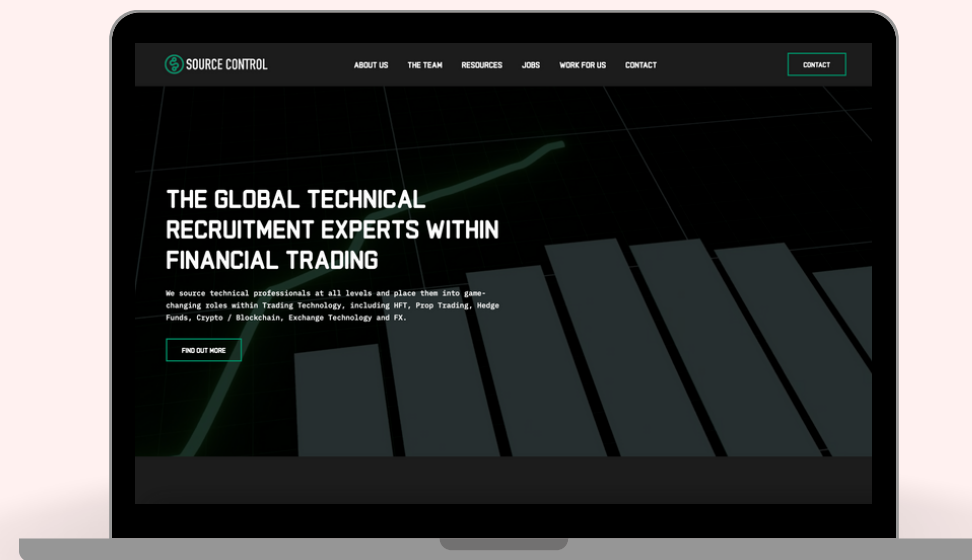 SOURCE CONTROL
ABOUT US THE TEAM RESOURCES JOBS WORK FOR US CONTACT
CONTACT
THE GLOBAL TECHNICAL
RECRUITMENT EXPERTS WITHIN
FINANCIAL TRADING
We source technical professionals at all levels and place them into game-
changing roles within Trading Technology, including HFT, Prop Trading, Hedge
Funds, Crypto / Blockchain, Exchange Technology and FX.
FIND OUT MORE